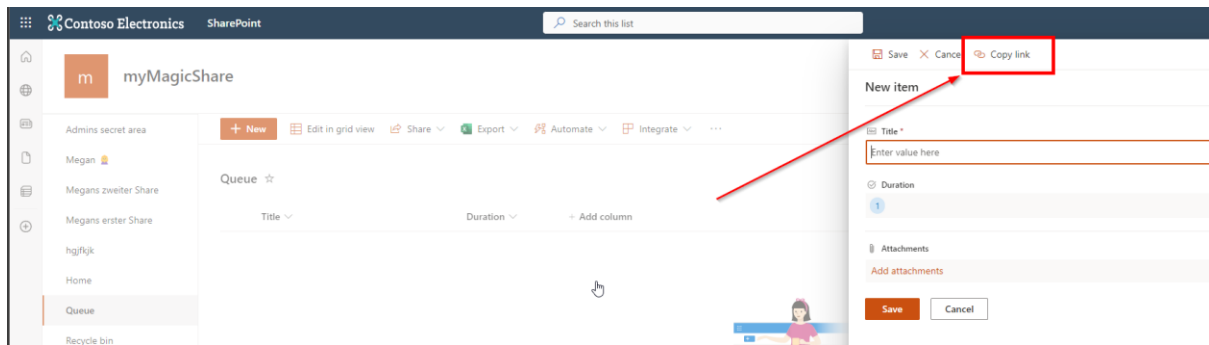 Contoso Electronics SharePoint Search this list
Save Cance Copy link
m myMagicShare
New item
Admins secret area
New Edit in grid view Share Export Automate Integrate ···
Title *
Enter value here
Megan
Queue
Duration
1
Megans zweiter Share
Megans erster Share
Title Duration + Add column
Attachments
Add attachments
hgjfkjk
Home
Save Cancel
Queue
Recycle bin